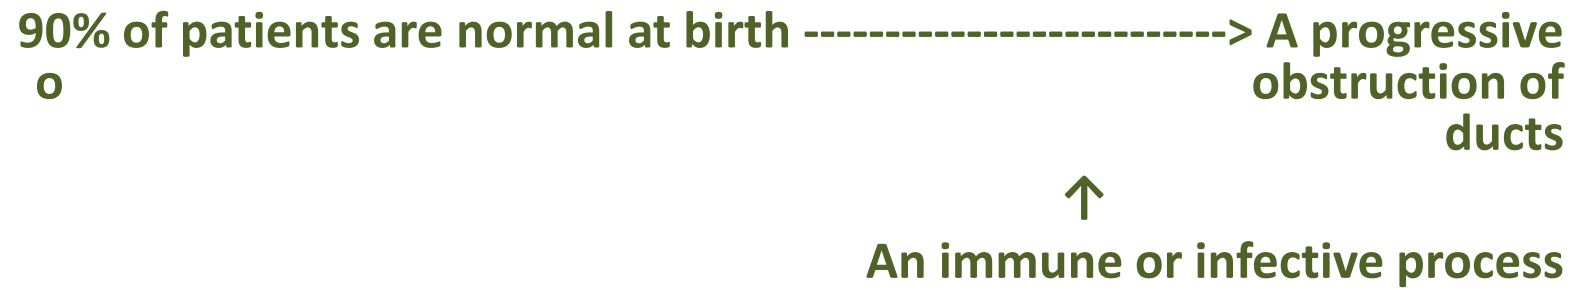 90% of patients are normal at birth --------------------------> A progressive
o obstruction of
ducts
↑
An immune or infective process